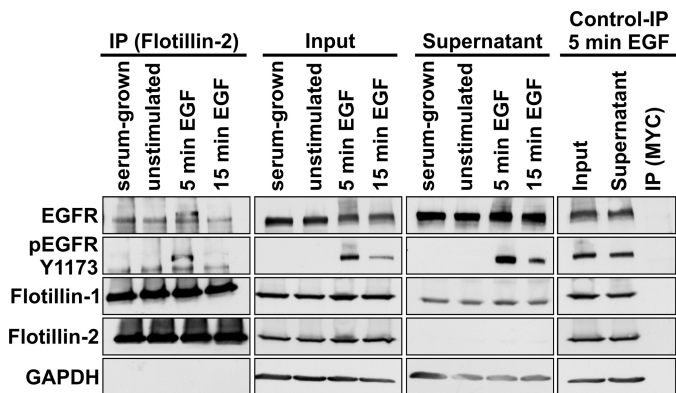 Control-IP
5 min EGF
IP (Flotillin-2)
Input
Supernatant
serum-grown
unstimulated
5 min EGF
15 min EGF
serum-grown
unstimulated
5 min EGF
15 min EGF
serum-grown
unstimulated
5 min EGF
15 min EGF
Input
Supernatant
IP (MYC)
EGFR
pEGFR
Y1173
Flotillin-1
Flotillin-2
GAPDH